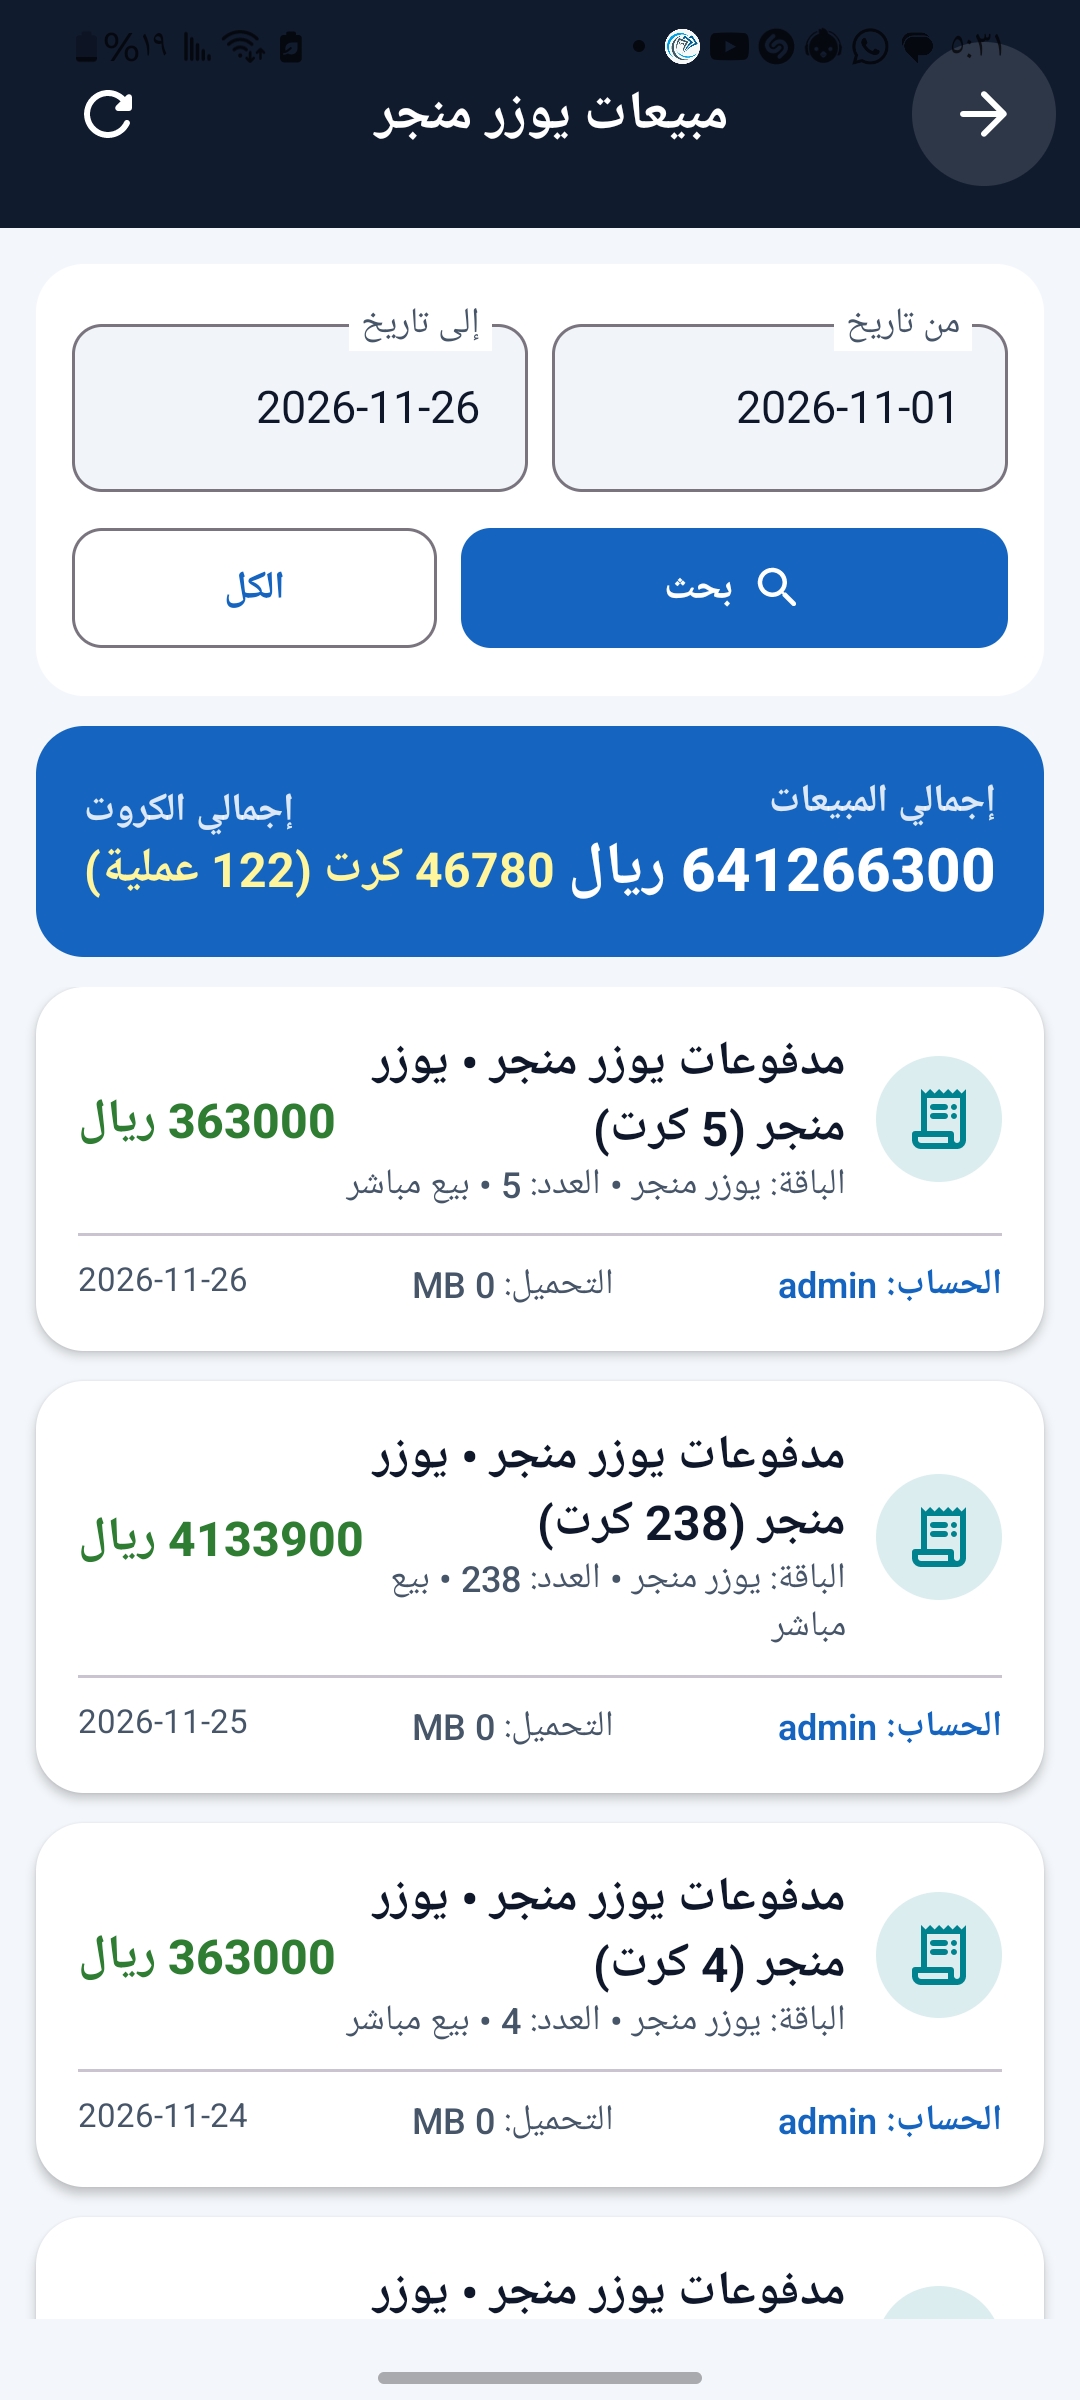 ٥:٣١
%١٩
مبيعات يوزر منجر
من تاريخ
2026-11-01
إلى تاريخ
2026-11-26
بحث
الكل
إجمالي المبيعات
641266300 ريال
إجمالي الكروت
46780 كرت (122 عملية)
مدفوعات يوزر منجر • يوزر
منجر (5 كرت)
الباقة: يوزر منجر • العدد: 5 • بيع مباشر
363000 ريال
الحساب: admin
التحميل: 0 MB
2026-11-26
مدفوعات يوزر منجر • يوزر
منجر (238 كرت)
الباقة: يوزر منجر • العدد: 238 • بيع
مباشر
4133900 ريال
الحساب: admin
التحميل: 0 MB
2026-11-25
مدفوعات يوزر منجر • يوزر
منجر (4 كرت)
الباقة: يوزر منجر • العدد: 4 • بيع مباشر
363000 ريال
الحساب: admin
التحميل: 0 MB
2026-11-24
مدفوعات يوزر منجر • يوزر